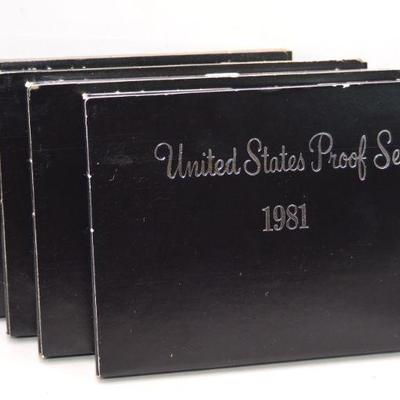 United States Proof Se
1981